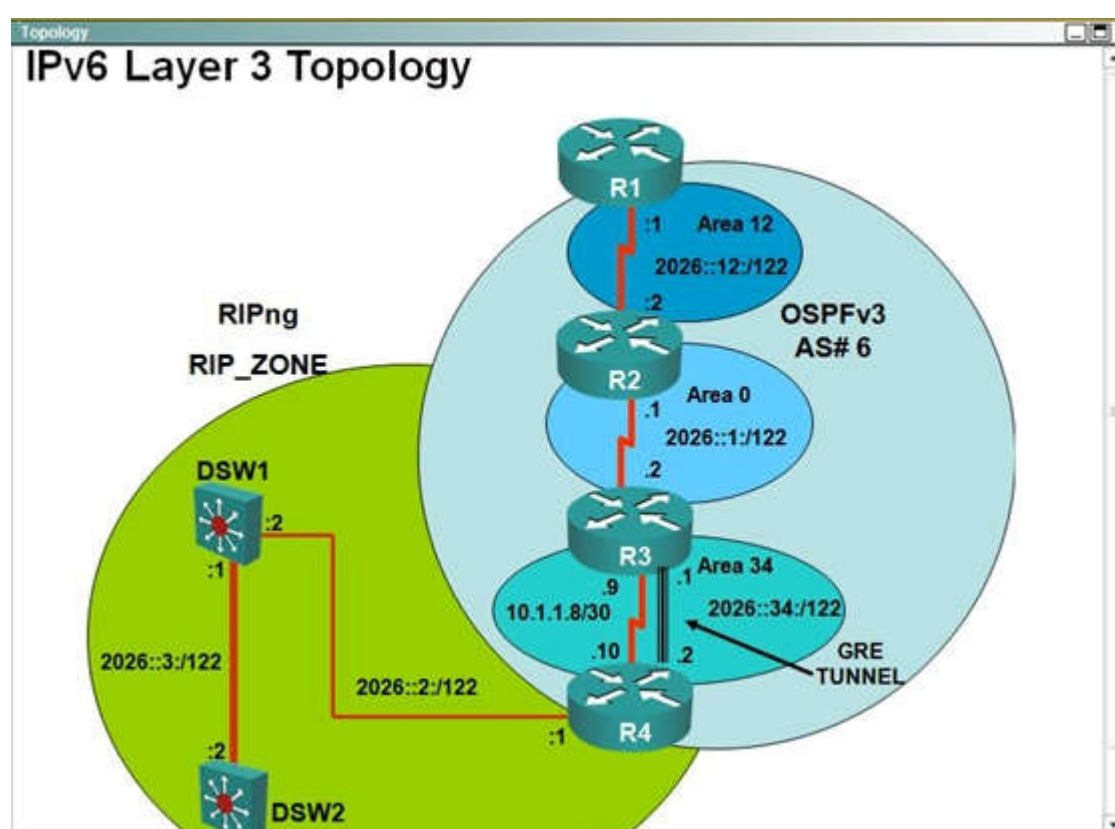 Topology
IPv6 Layer 3 Topology
R1
:1
Area 12
2026::12:/122
:2
RIPng
RIP_ZONE
OSPFv3
AS# 6
R2
.1
Area 0
2026::1:/122
.2
DSW1
:2
:1
R3
.9
.1
Area 34
10.1.1.8/30
2026::34:/122
.10
.2
GRE
TUNNEL
2026::3:/122
2026::2:/122
:1
R4
:2
DSW2